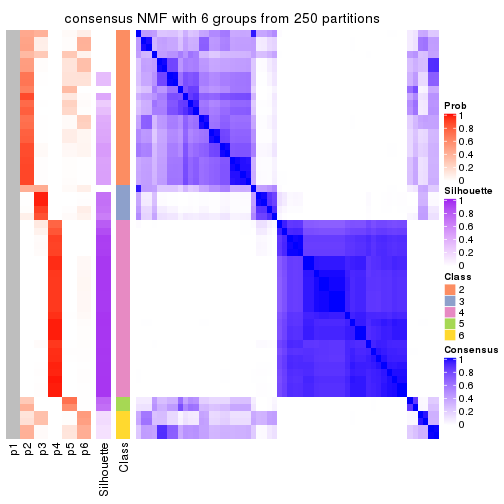 consensus NMF with 6 groups from 250 partitions
Prob
1
0.8
0.6
0.4
0.2
0
Silhouette
1
0.8
0.6
0.4
0.2
0
Class
2
3
4
5
6
Consensus
1
0.8
0.6
0.4
0.2
0
p1
p2
p3
p4
p5
p6
Silhouette
Class